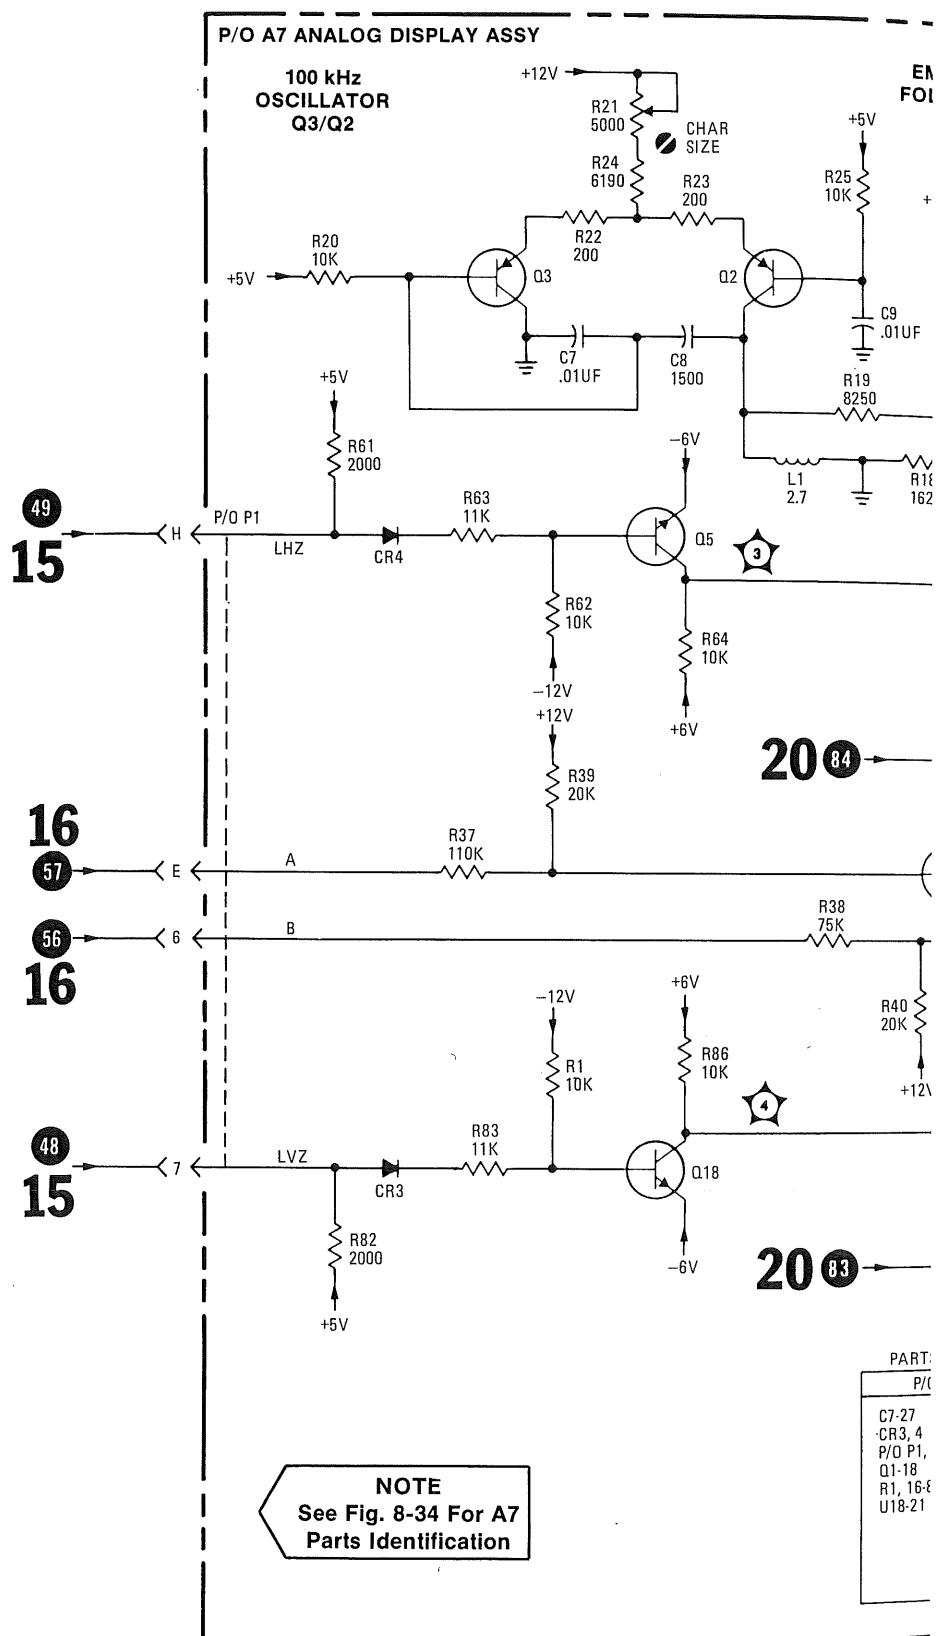 P/O A7 ANALOG DISPLAY ASSY
100 kHz
OSCILLATOR
Q3/Q2
+12V
R21
5000
CHAR
SIZE
R24
6190
R23
200
R22
200
+5V
R25
10K
R20
10K
+5V
Q3
Q2
C9
.01UF
C7
.01UF
C8
1500
R19
8250
+5V
R61
2000
-6V
L1
2.7
49
15
H
P/O P1
LHZ
CR4
R63
11K
Q5
3
R62
10K
-12V
R64
10K
+6V
+12V
R39
20K
20
84
16
57
E
A
R37
110K
56
16
6
B
R38
75K
R40
20K
-12V
R1
10K
+6V
R86
10K
4
48
15
7
LVZ
CR3
R83
11K
Q18
R82
2000
+5V
-6V
20
83
C7-27
CR3, 4
P/O P1,
Q1-18
R1,
U18-21
NOTE
See Fig. 8-34 For A7
Parts Identification